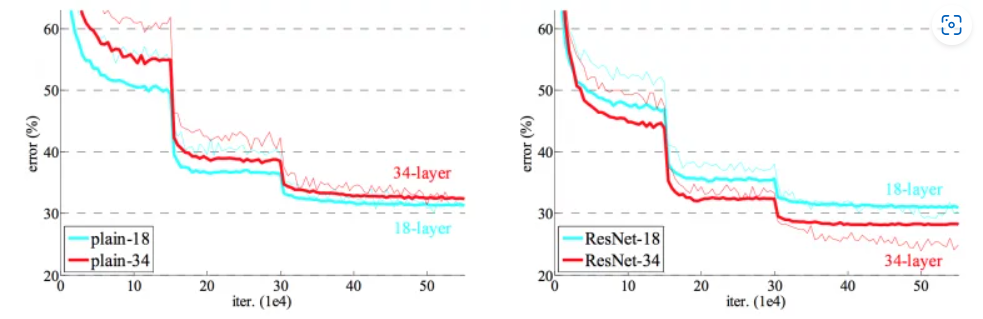 60
50
40
30
20
error (%)
34-layer
18-layer
plain-18
plain-34
0 10 20 30 40 50
iter. (1e4)
60
50
40
30
20
error (%)
18-layer
34-layer
ResNet-18
ResNet-34
0 10 20 30 40 50
iter. (1e4)